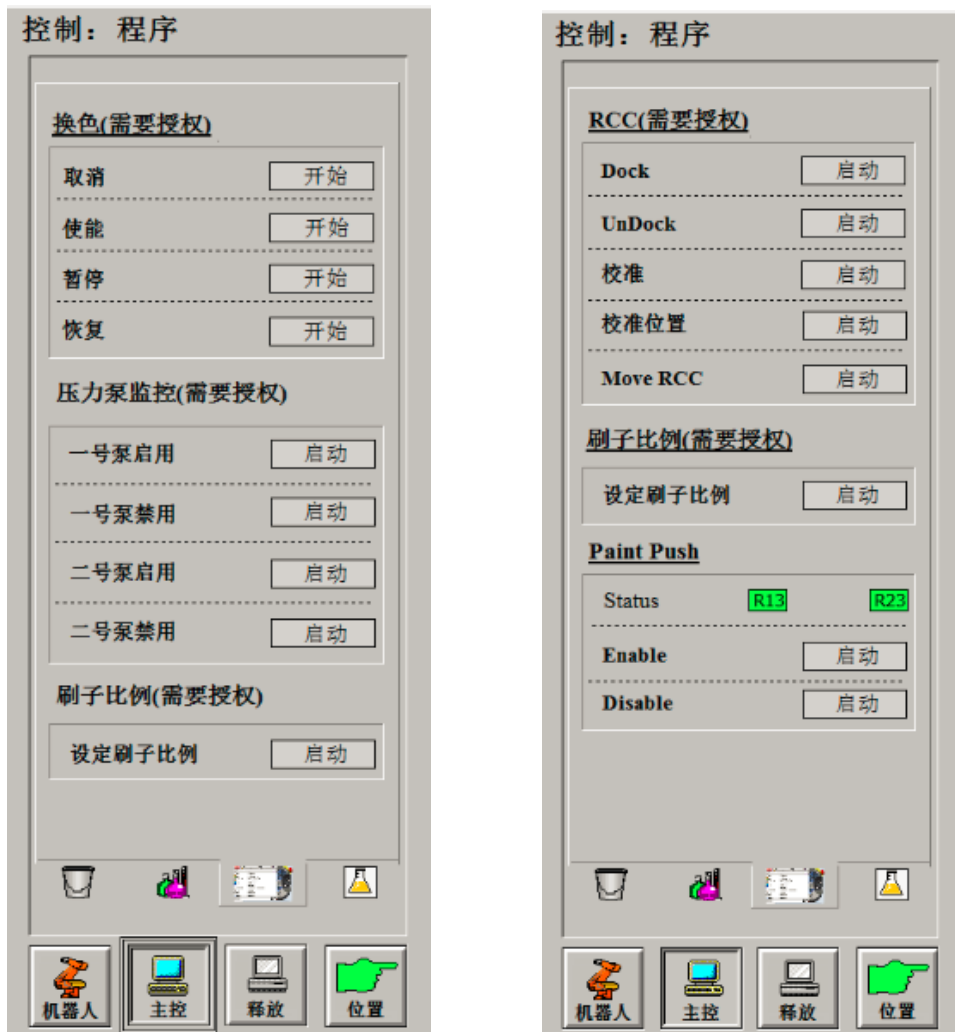 控制：程序
换色(需要授权)
取消 开始
使能 开始
暂停 开始
恢复 开始
压力泵监控(需要授权)
一号泵启用 启动
一号泵禁用 启动
二号泵启用 启动
二号泵禁用 启动
刷子比例(需要授权)
设定刷子比例 启动
机器人 主控 释放 位置
控制：程序
RCC(需要授权)
Dock 启动
UnDock 启动
校准 启动
校准位置 启动
Move RCC 启动
刷子比例(需要授权)
设定刷子比例 启动
Paint Push
Status R13 R23
Enable 启动
Disable 启动
机器人 主控 释放 位置